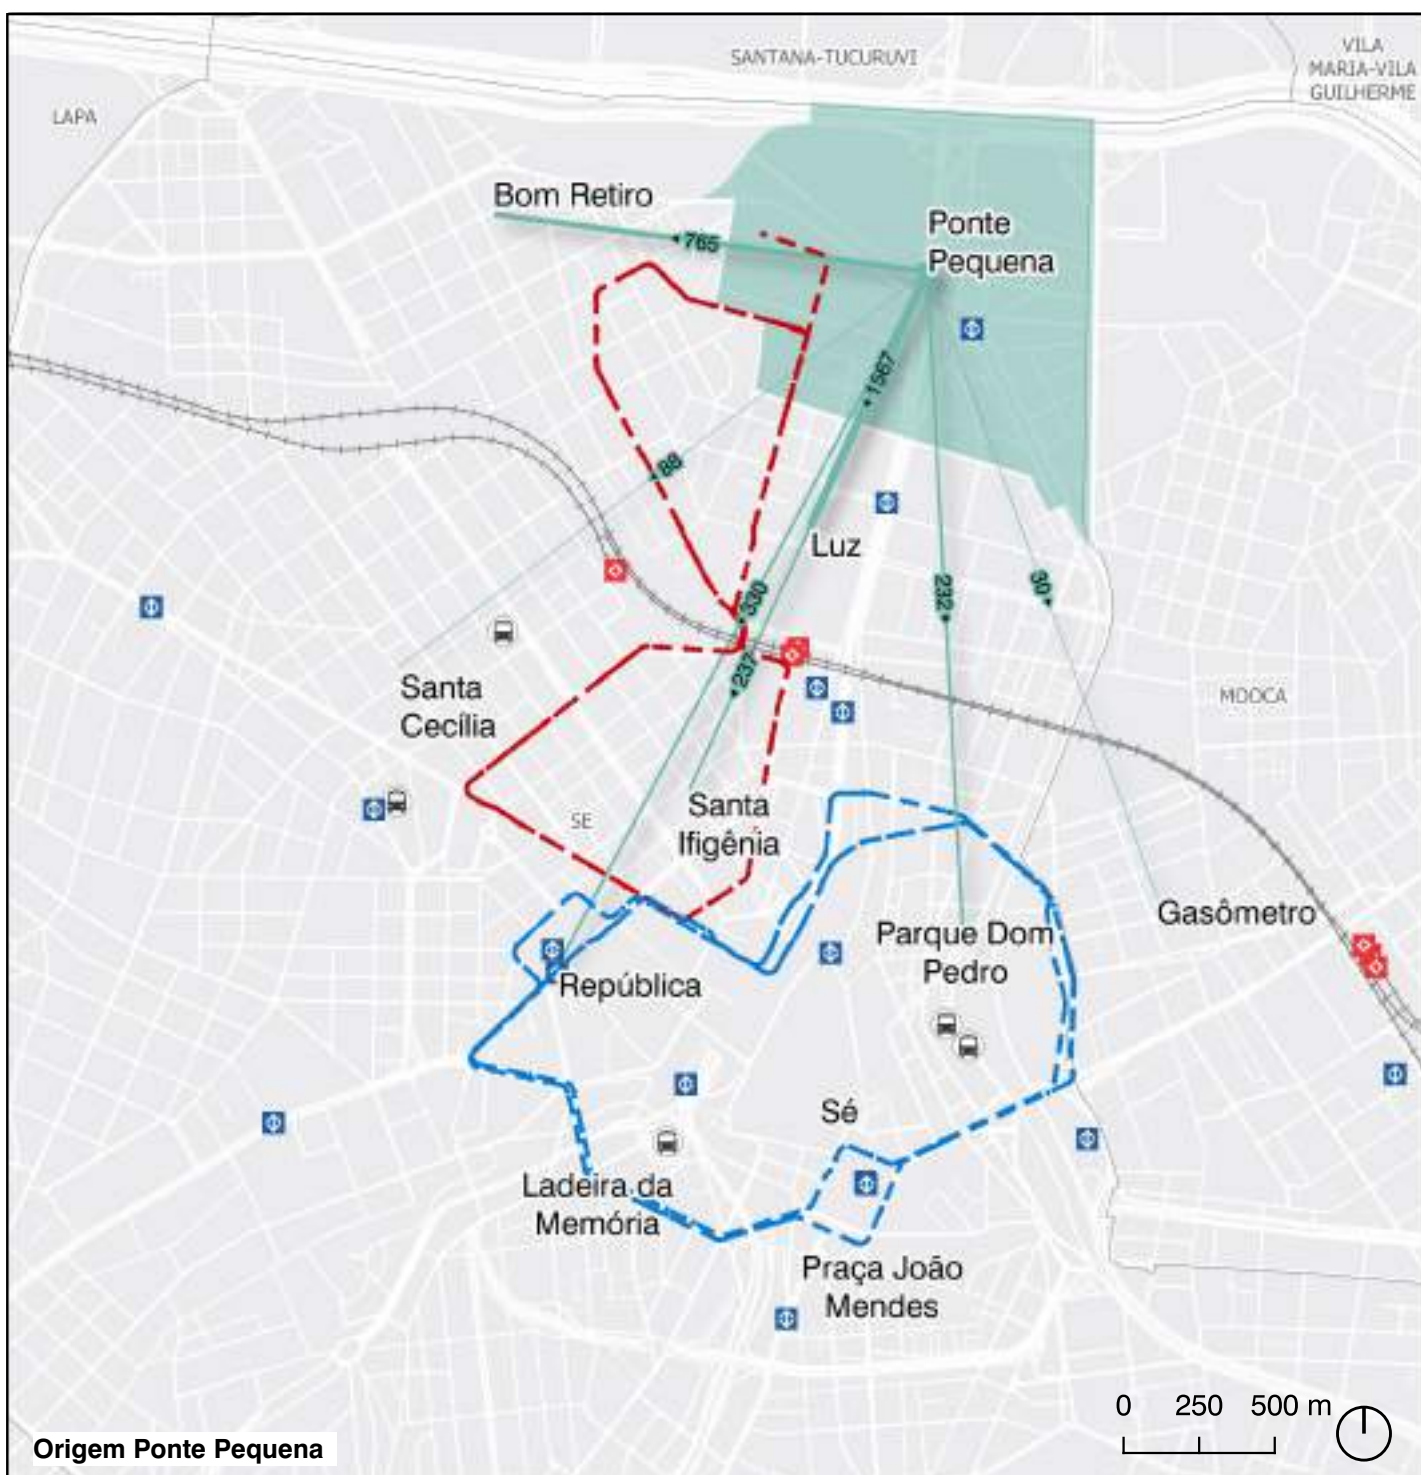 SANTANA-TUCURUVI
VILA
MARIA-VILA
GUILHERME
LAPA
Bom Retiro
Ponte
Pequena
765
1567
88
Luz
330
232
30
237
Santa
Cecília
MOOCA
Santa
Ifigênia
SE
Gasômetro
Parque Dom
Pedro
República
Sé
Ladeira da
Memória
Praça João
Mendes
0 250 500 m
Origem Ponte Pequena